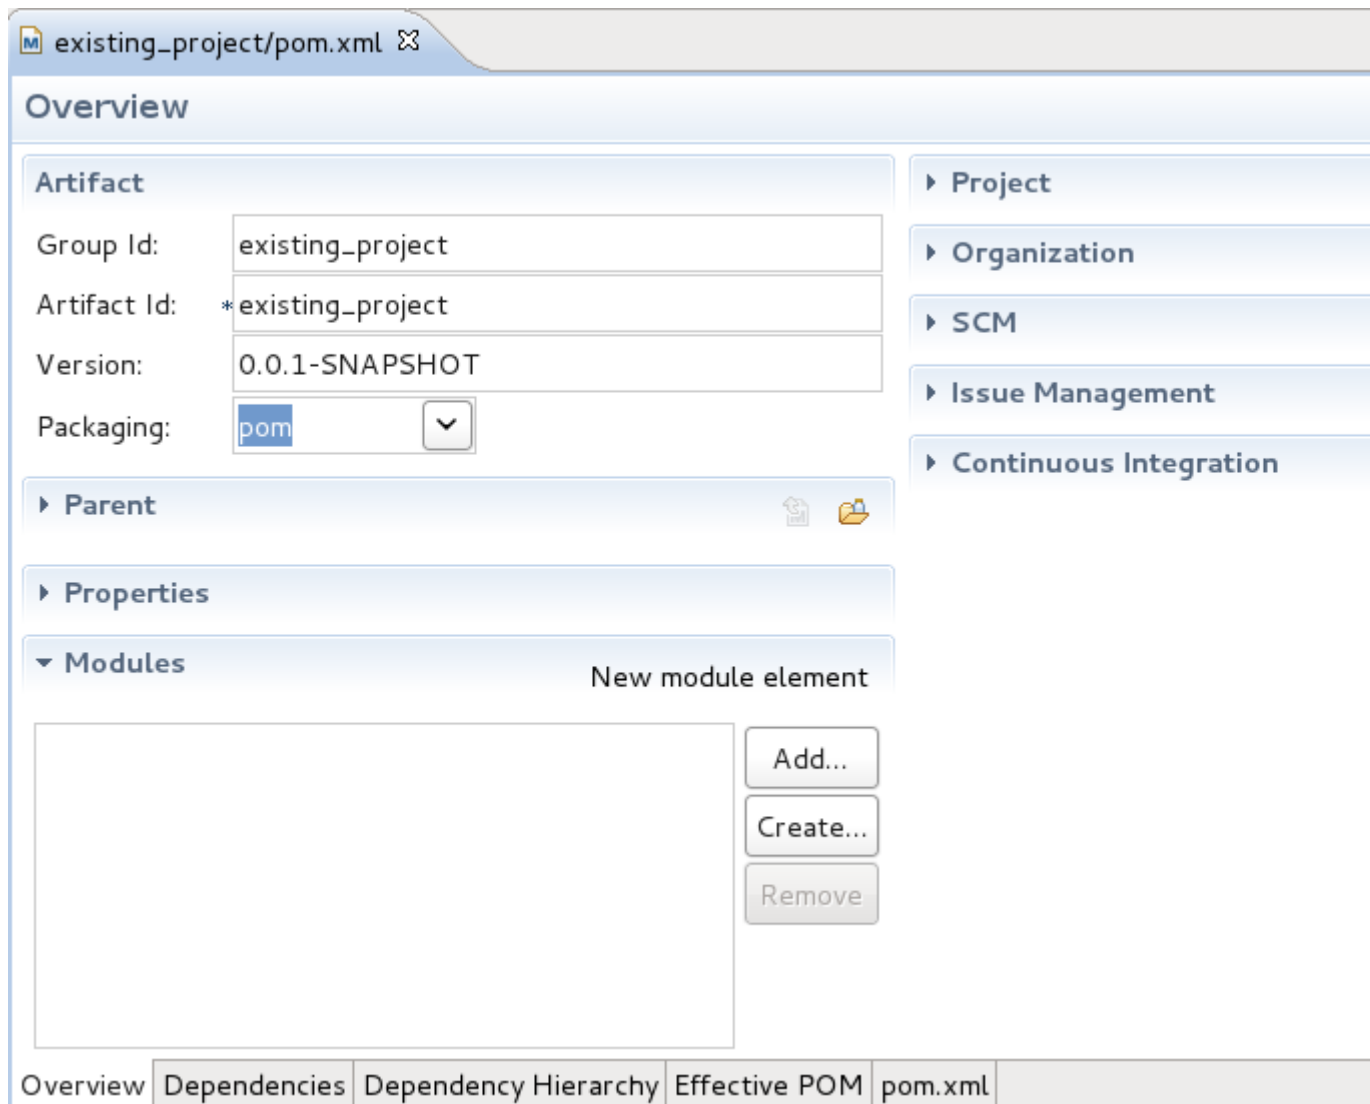 existing_project/pom.xml
Overview
Artifact
Group Id: existing_project
Artifact Id: *existing_project
Version: 0.0.1-SNAPSHOT
Packaging: pom
Parent
Properties
Modules
New module element
Add...
Create...
Remove
Project
Organization
SCM
Issue Management
Continuous Integration
Overview Dependencies Dependency Hierarchy Effective POM pom.xml